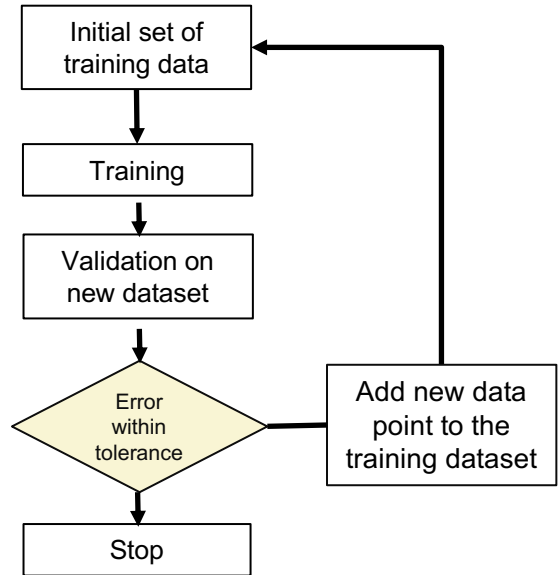 Initial set of
training data
Training
Validation on
new dataset
Error
within
tolerance
Add new data
point to the
training dataset
Stop